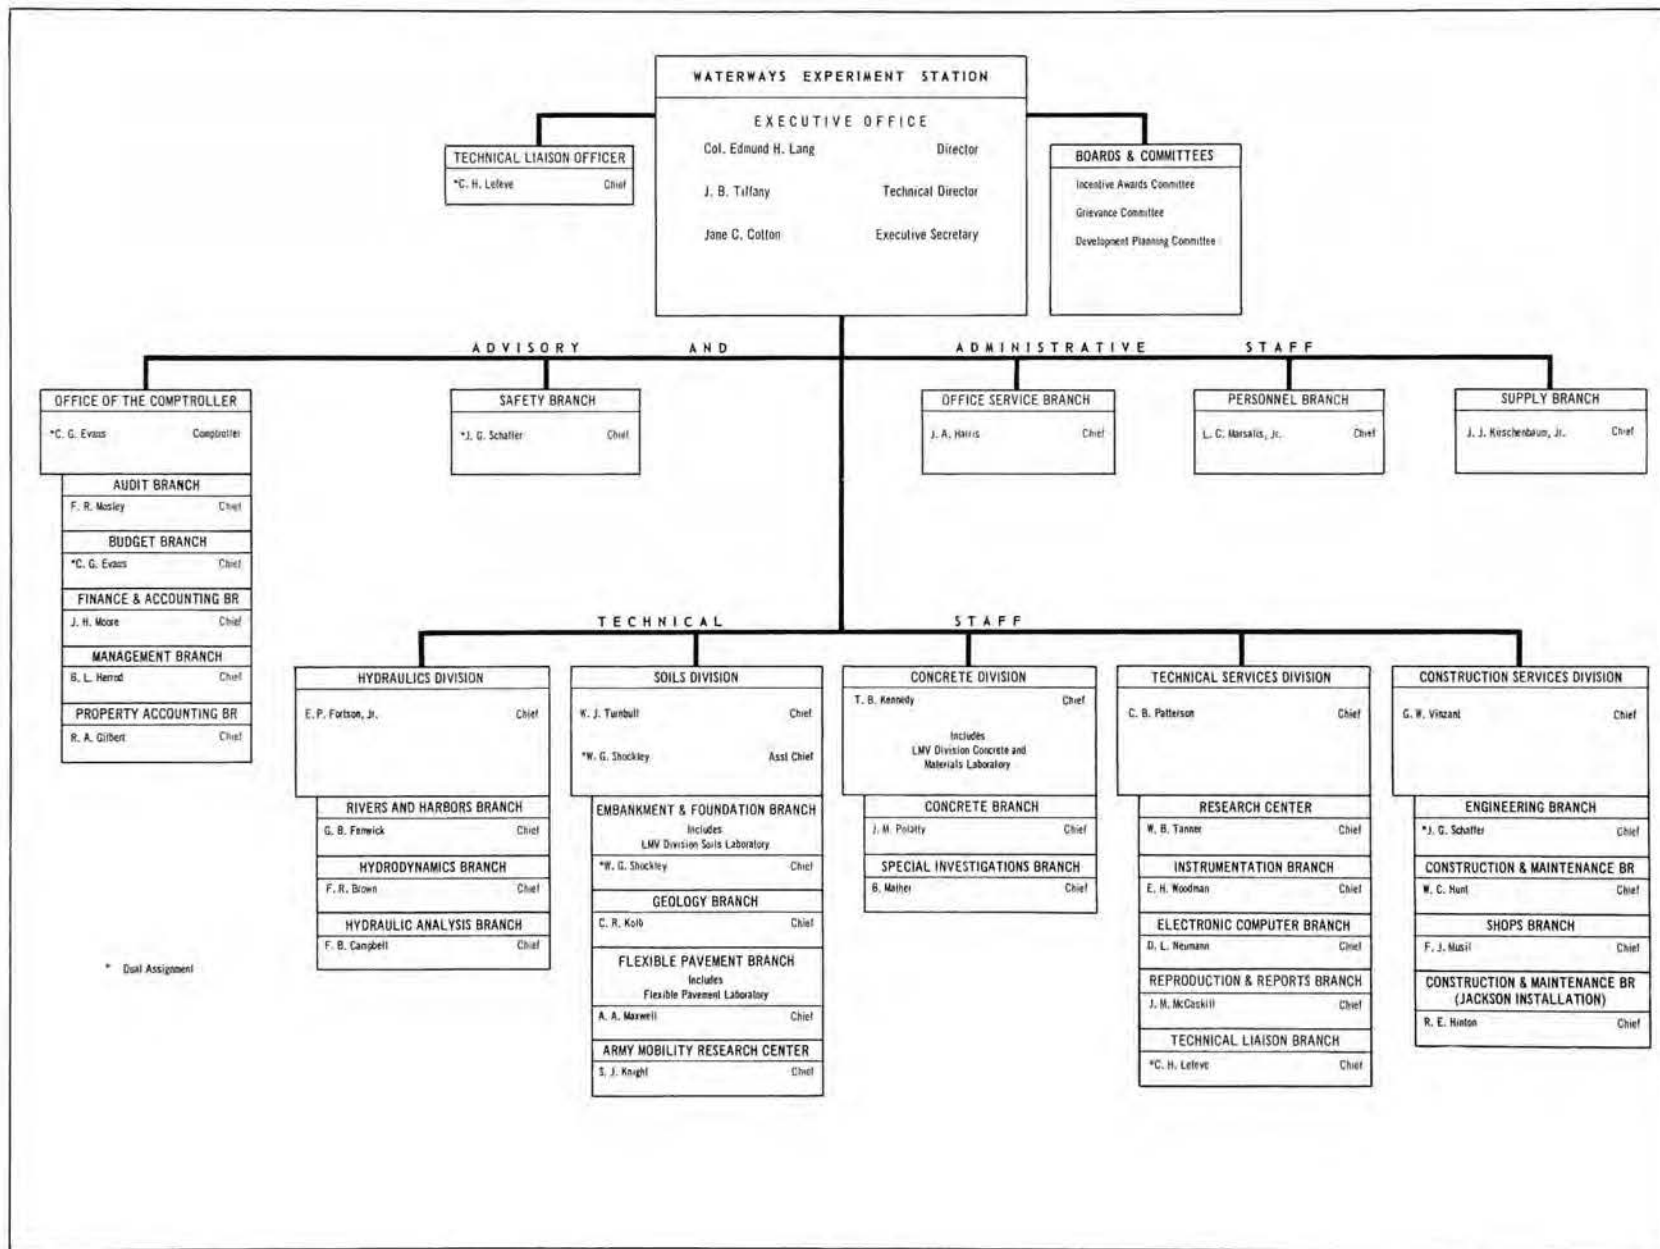 WATERWAYS EXPERIMENT STATION
EXECUTIVE OFFICE
Col. Edmund H. Lang Director
J. B. Tiffany Technical Director
Jane C. Cotton Executive Secretary
TECHNICAL LIAISON OFFICER
*C. H. Lefeve Chief
BOARDS & COMMITTEES
Incentive Awards Committee
Grievance Committee
Development Planning Committee
ADVISORY AND ADMINISTRATIVE STAFF
OFFICE OF THE COMPTROLLER
*C. G. Evans Comptroller
AUDIT BRANCH
F. R. Mosley Chief
BUDGET BRANCH
*C. G. Evans Chief
FINANCE & ACCOUNTING BR
J. H. Moore Chief
MANAGEMENT BRANCH
B. L. Herrod Chief
PROPERTY ACCOUNTING BR
R. A. Gilbert Chief
SAFETY BRANCH
*J. G. Schaffer Chief
OFFICE SERVICE BRANCH
J. A. Harris Chief
PERSONNEL BRANCH
L. C. Marsalis, Jr. Chief
SUPPLY BRANCH
J. J. Kirschenbaum, Jr. Chief
TECHNICAL STAFF
HYDRAULICS DIVISION
E. P. Fortson, Jr. Chief
RIVERS AND HARBORS BRANCH
G. B. Fenwick Chief
HYDRODYNAMICS BRANCH
F. R. Brown Chief
HYDRAULIC ANALYSIS BRANCH
F. B. Campbell Chief
SOILS DIVISION
W. J. Turnbull Chief
*W. G. Shockley Asst Chief
EMBANKMENT & FOUNDATION BRANCH
Includes
LMV Division Soils Laboratory
*W. G. Shockley Chief
GEOLOGY BRANCH
C. R. Kolb Chief
FLEXIBLE PAVEMENT BRANCH
Includes
Flexible Pavement Laboratory
A. A. Maxwell Chief
ARMY MOBILITY RESEARCH CENTER
S. J. Knight Chief
CONCRETE DIVISION
T. B. Kennedy Chief
Includes
LMV Division Concrete and
Materials Laboratory
CONCRETE BRANCH
J. M. Polatty Chief
SPECIAL INVESTIGATIONS BRANCH
B. Mather Chief
TECHNICAL SERVICES DIVISION
C. B. Patterson Chief
RESEARCH CENTER
W. B. Tanner Chief
INSTRUMENTATION BRANCH
E. H. Woodman Chief
ELECTRONIC COMPUTER BRANCH
D. L. Neumann Chief
REPRODUCTION & REPORTS BRANCH
J. M. McCaskill Chief
TECHNICAL LIAISON BRANCH
*C. H. Lefeve Chief
CONSTRUCTION SERVICES DIVISION
G. W. Vinzant Chief
ENGINEERING BRANCH
*J. G. Schaffer Chief
CONSTRUCTION & MAINTENANCE BR
W. C. Hunt Chief
SHOPS BRANCH
F. J. Musil Chief
CONSTRUCTION & MAINTENANCE BR
(JACKSON INSTALLATION)
R. E. Hinton Chief
* Dual Assignment